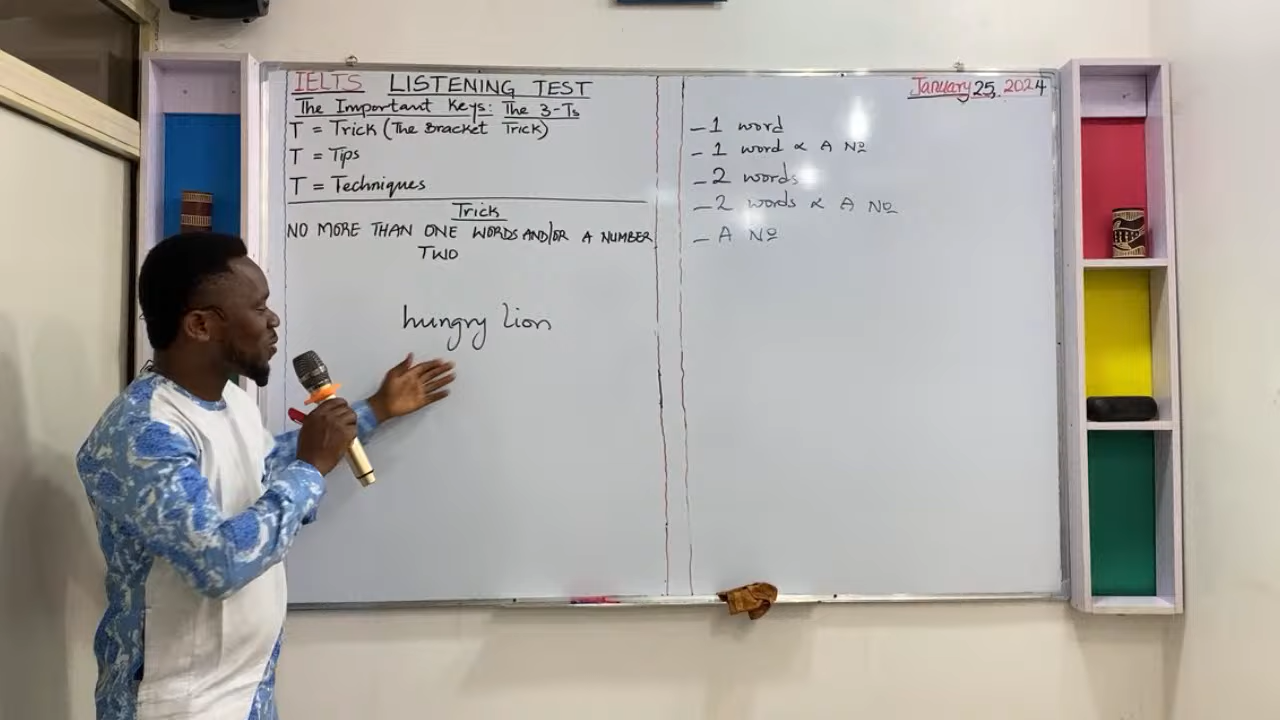 IELTS LISTENING TEST
The Important Keys: The 3-Ts
T = Trick (The Bracket Trick)
T = Tips
T = Techniques
Trick
NO MORE THAN ONE WORDS AND/OR A NUMBER
TWO
hungry lion
January 25, 2024
- 1 word
- 1 word & A Nº
- 2 words
- 2 words & A Nº
- A Nº